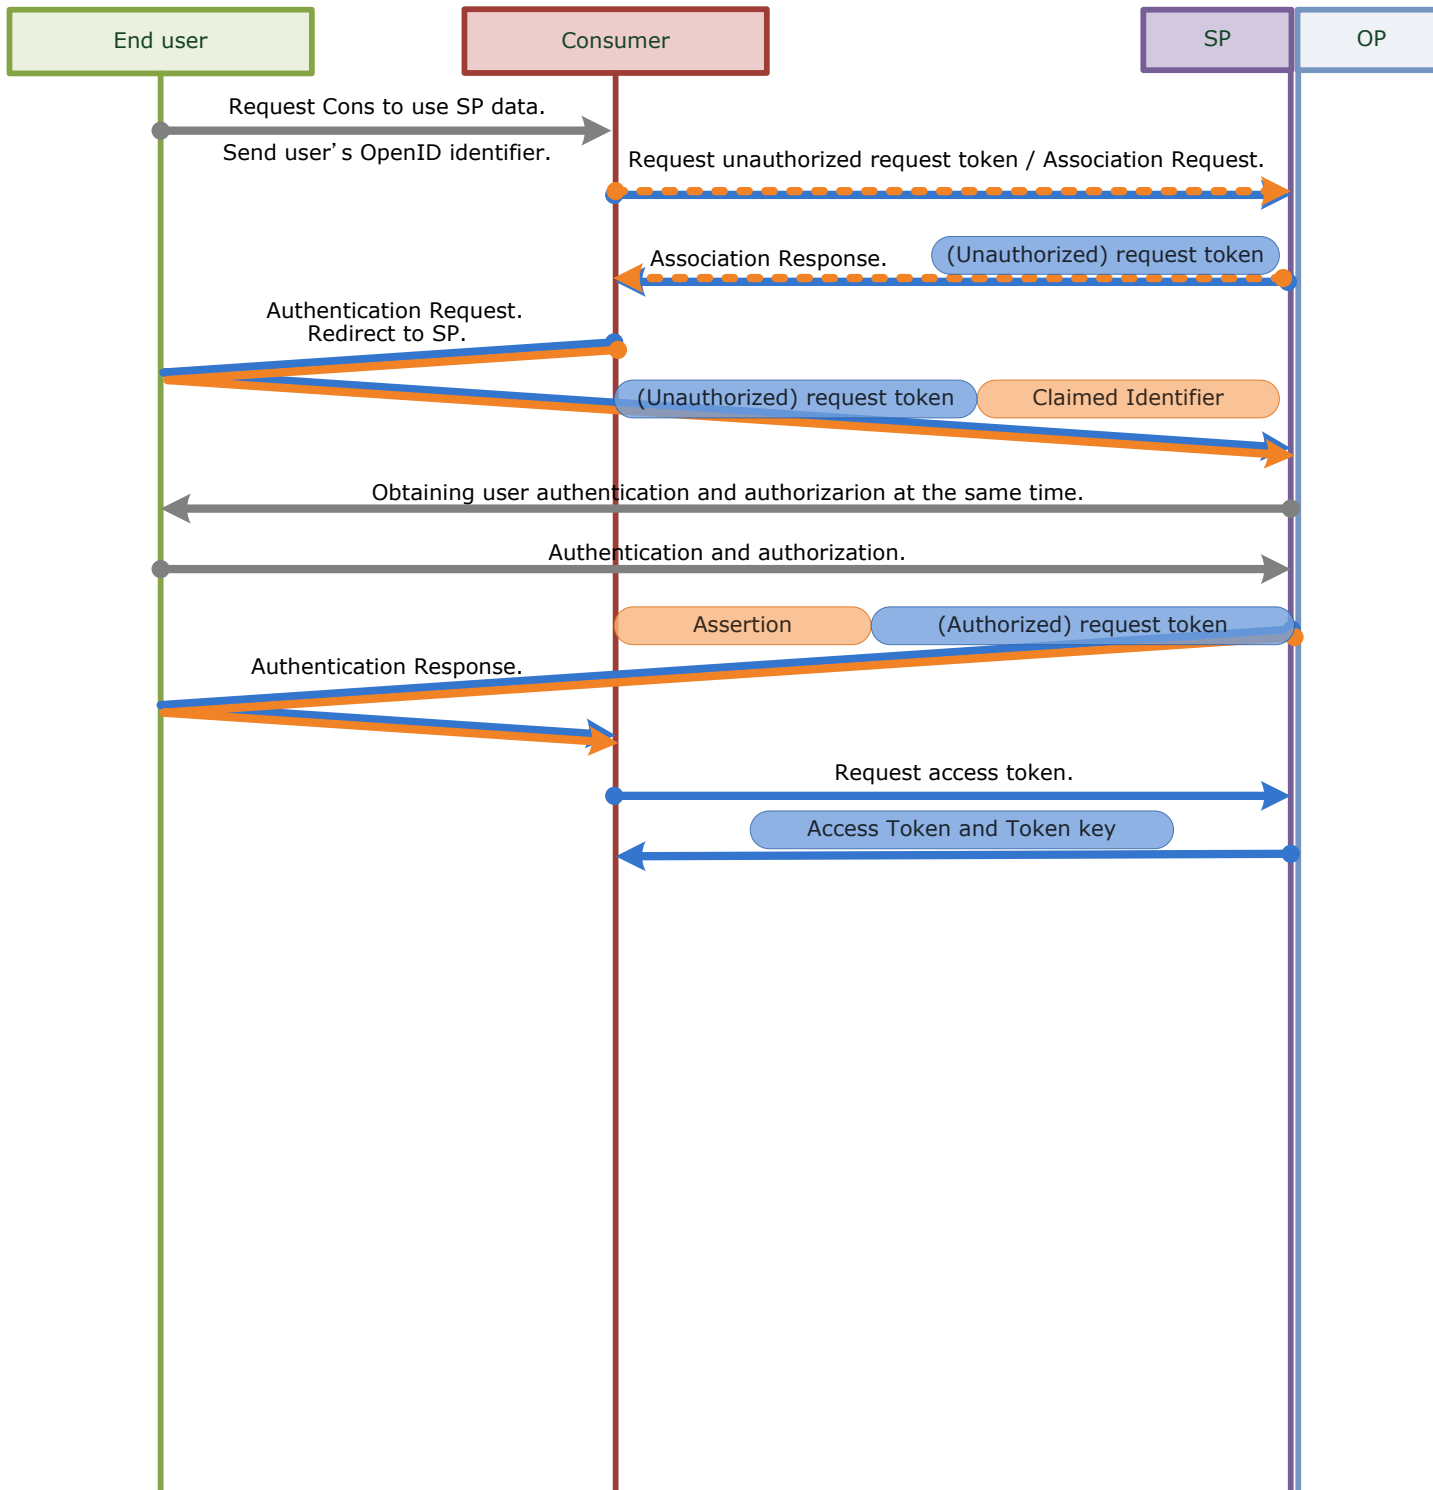 End user
Consumer
SP
OP
Request Cons to use SP data.
Send user’s OpenID identifier.
Request unauthorized request token / Association Request.
Association Response.
(Unauthorized) request token
Authentication Request.
Redirect to SP.
(Unauthorized) request token
Claimed Identifier
Obtaining user authentication and authorizarion at the same time.
Authentication and authorization.
Assertion
(Authorized) request token
Authentication Response.
Request access token.
Access Token and Token key